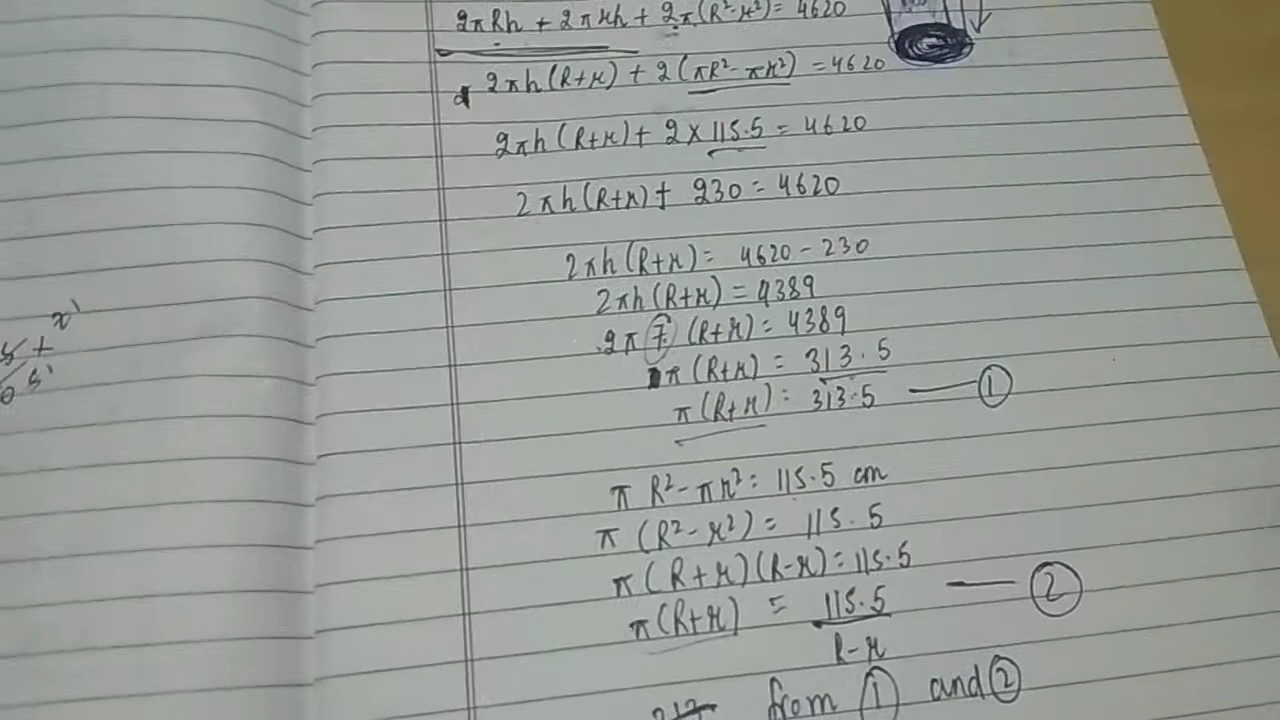 2πRh + 2πrh + 2π(R²-r²) = 4620
2πh(R+r) + 2(πR²-πr²) = 4620
2πh(R+r) + 2×115.5 = 4620
2πh(R+r) + 230 = 4620
2πh(R+r) = 4620 - 230
2πh(R+r) = 4389
2π7(R+r) = 4389
π(R+r) = 313.5
π(R+r) = 313.5 — ①
πR²-πr² = 115.5 cm
π(R²-r²) = 115.5
π(R+r)(R-r) = 115.5
π(R+r) = 115.5/R-r — ②
from ① and ②